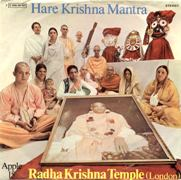 Hare Krishna Mantra
STEREO
Apple
Radha Krishna Temple (London)